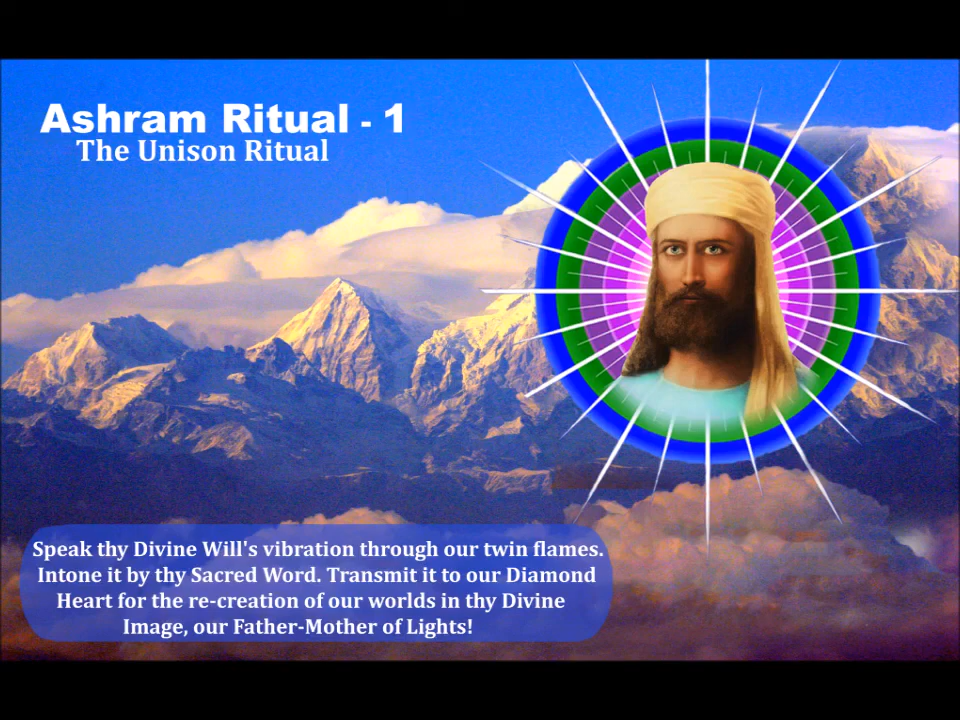 Ashram Ritual - 1
The Unison Ritual
Speak thy Divine Will's vibration through our twin flames.
Intone it by thy Sacred Word. Transmit it to our Diamond
Heart for the re-creation of our worlds in thy Divine
Image, our Father-Mother of Lights!